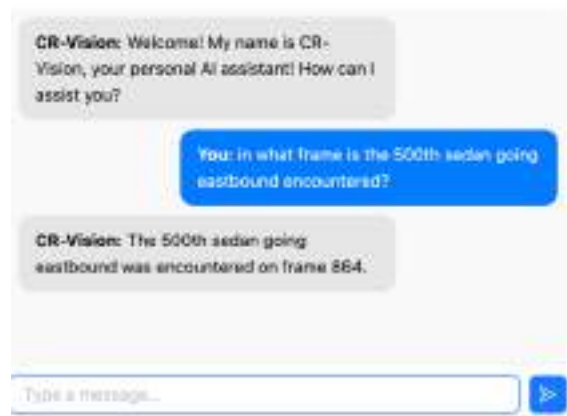 CR-Vision: Welcome! My name is CR-
Vision, your personal AI assistant! How can I
assist you?
You: in what frame is the 500th sedan going
eastbound encountered?
CR-Vision: The 500th sedan going
eastbound was encountered on frame 864.
Type a message...